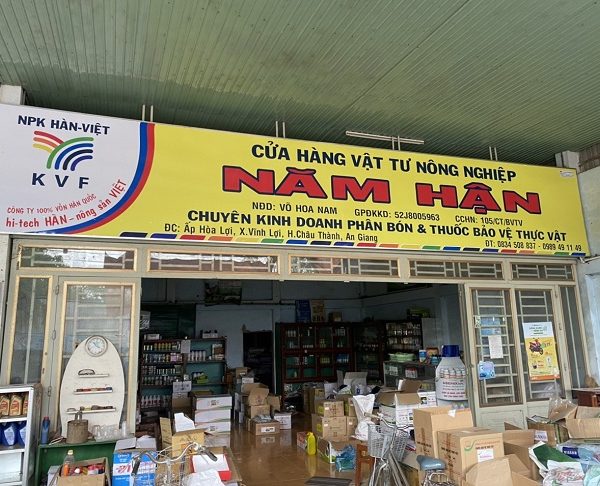 NPK HÀN-VIỆT
KVF
CÔNG TY 100% VỐN HÀN QUỐC
hi-tech HÀN - nông sản VIỆT
CỬA HÀNG VẬT TƯ NÔNG NGHIỆP
NĂM HẬN
NĐD: VÕ HOA NAM GPĐKKD: 52J8005963 CCHN: 105/CT/BVTV
CHUYÊN KINH DOANH PHÂN BÓN & THUỐC BẢO VỆ THỰC VẬT
ĐC: Ấp Hòa Lợi, X.Vĩnh Lợi, H.Châu Thành, An Giang
ĐT: 0834 508 837 - 0989 49 11 49